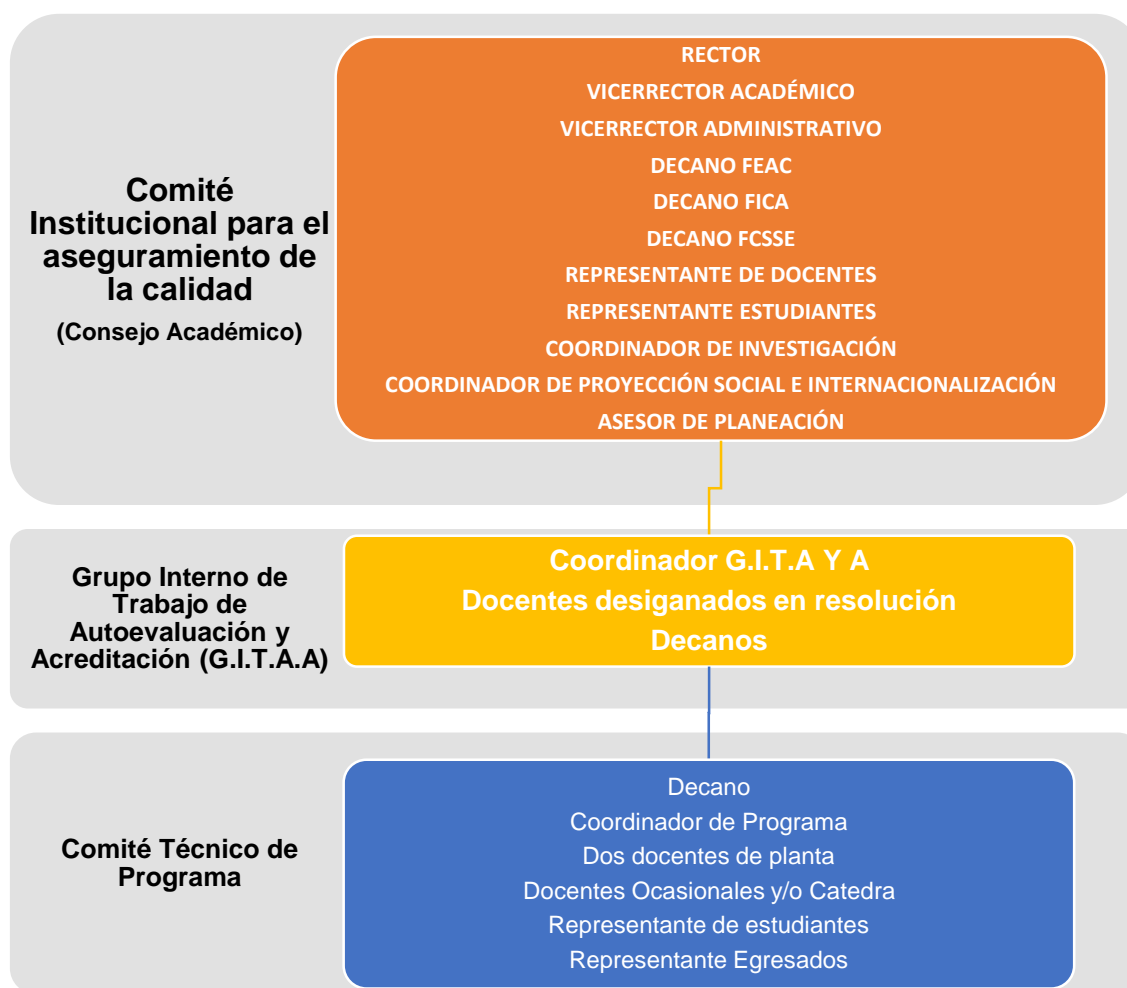 Comité
Institucional para el
aseguramiento de
la calidad
(Consejo Académico)
RECTOR
VICERRECTOR ACADÉMICO
VICERRECTOR ADMINISTRATIVO
DECANO FEAC
DECANO FICA
DECANO FCSSE
REPRESENTANTE DE DOCENTES
REPRESENTANTE ESTUDIANTES
COORDINADOR DE INVESTIGACIÓN
COORDINADOR DE PROYECCIÓN SOCIAL E INTERNACIONALIZACIÓN
ASESOR DE PLANEACIÓN
Grupo Interno de
Trabajo de
Autoevaluación y
Acreditación (G.I.T.A.A)
Coordinador G.I.T.A Y A
Docentes desiganados en resolución
Decanos
Comité Técnico de
Programa
Decano
Coordinador de Programa
Dos docentes de planta
Docentes Ocasionales y/o Catedra
Representante de estudiantes
Representante Egresados